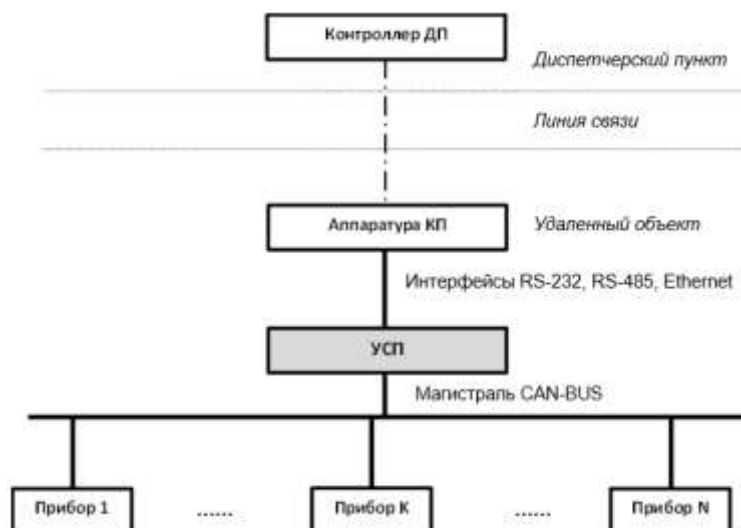 Контроллер ДП
Диспетчерский пункт
Линия связи
Аппаратура КП
Удаленный объект
Интерфейсы RS-232, RS-485, Ethernet
УСП
Магистраль CAN-BUS
Прибор 1 ...... Прибор К ...... Прибор N